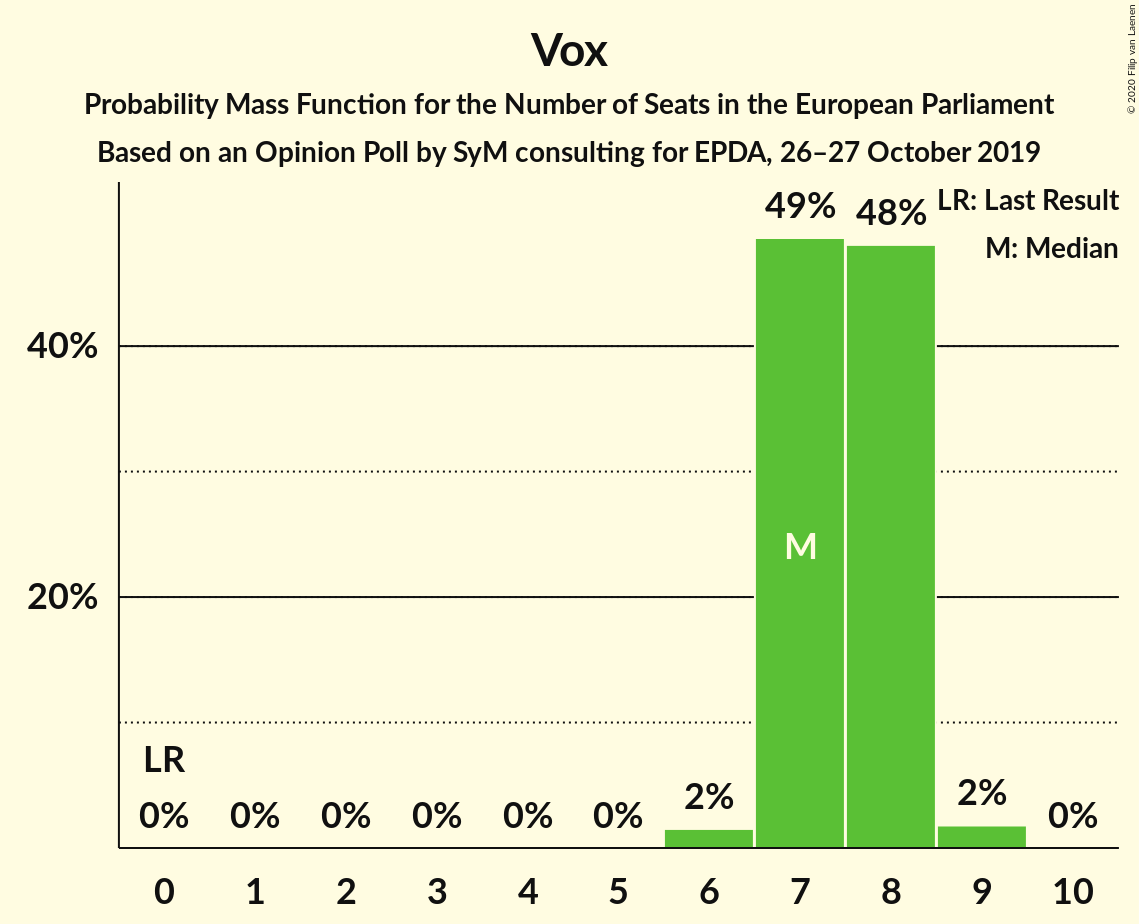 Vox
Probability Mass Function for the Number of Seats in the European Parliament
Based on an Opinion Poll by SyM consulting for EPDA, 26–27 October 2019
© 2020 Filip van Laenen
LR: Last Result
M: Median
49%
48%
40%
20%
M
LR
0%
0%
0%
0%
0%
0%
2%
2%
0%
0 1 2 3 4 5 6 7 8 9 10